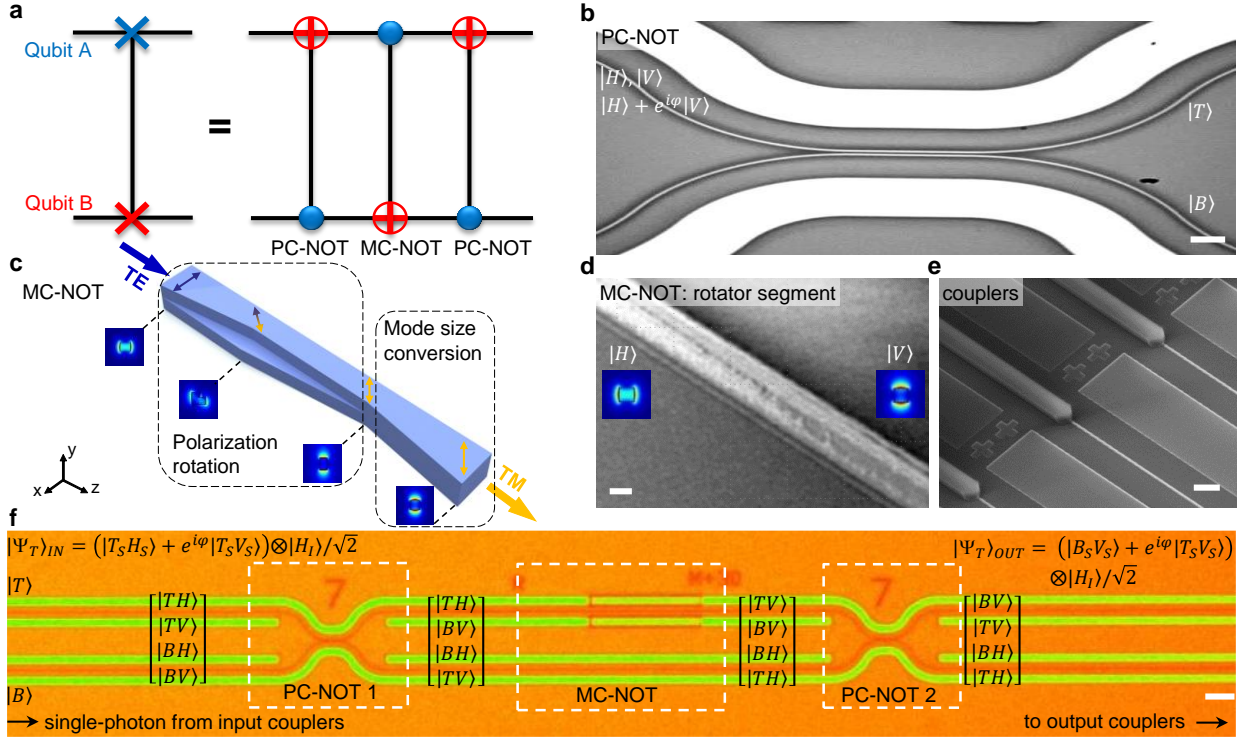 a
Qubit A
Qubit B
=
PC-NOT MC-NOT PC-NOT
b
PC-NOT
|H⟩,|V⟩
|H⟩ + e^{iφ}|V⟩
|T⟩
|B⟩
c
TE
MC-NOT
Mode size
conversion
Polarization
rotation
TM
y
x z
d
MC-NOT: rotator segment
|H⟩ |V⟩
e
couplers
f
|Ψ_T⟩_{IN} = (|T_S H_S⟩ + e^{iφ}|T_S V_S⟩)⊗|H_I⟩/√2
|Ψ_T⟩_{OUT} = (|B_S V_S⟩ + e^{iφ}|T_S V_S⟩)
⊗|H_I⟩/√2
7 7
|T⟩
|TH⟩ |TH⟩ |TV⟩ |BV⟩
|TV⟩ |BV⟩ |BV⟩ |TV⟩
|BH⟩ |BH⟩ |BH⟩ |BH⟩
|BV⟩ |TV⟩ |TH⟩ |TH⟩
|B⟩
PC-NOT 1 MC-NOT PC-NOT 2
→ single-photon from input couplers
to output couplers →